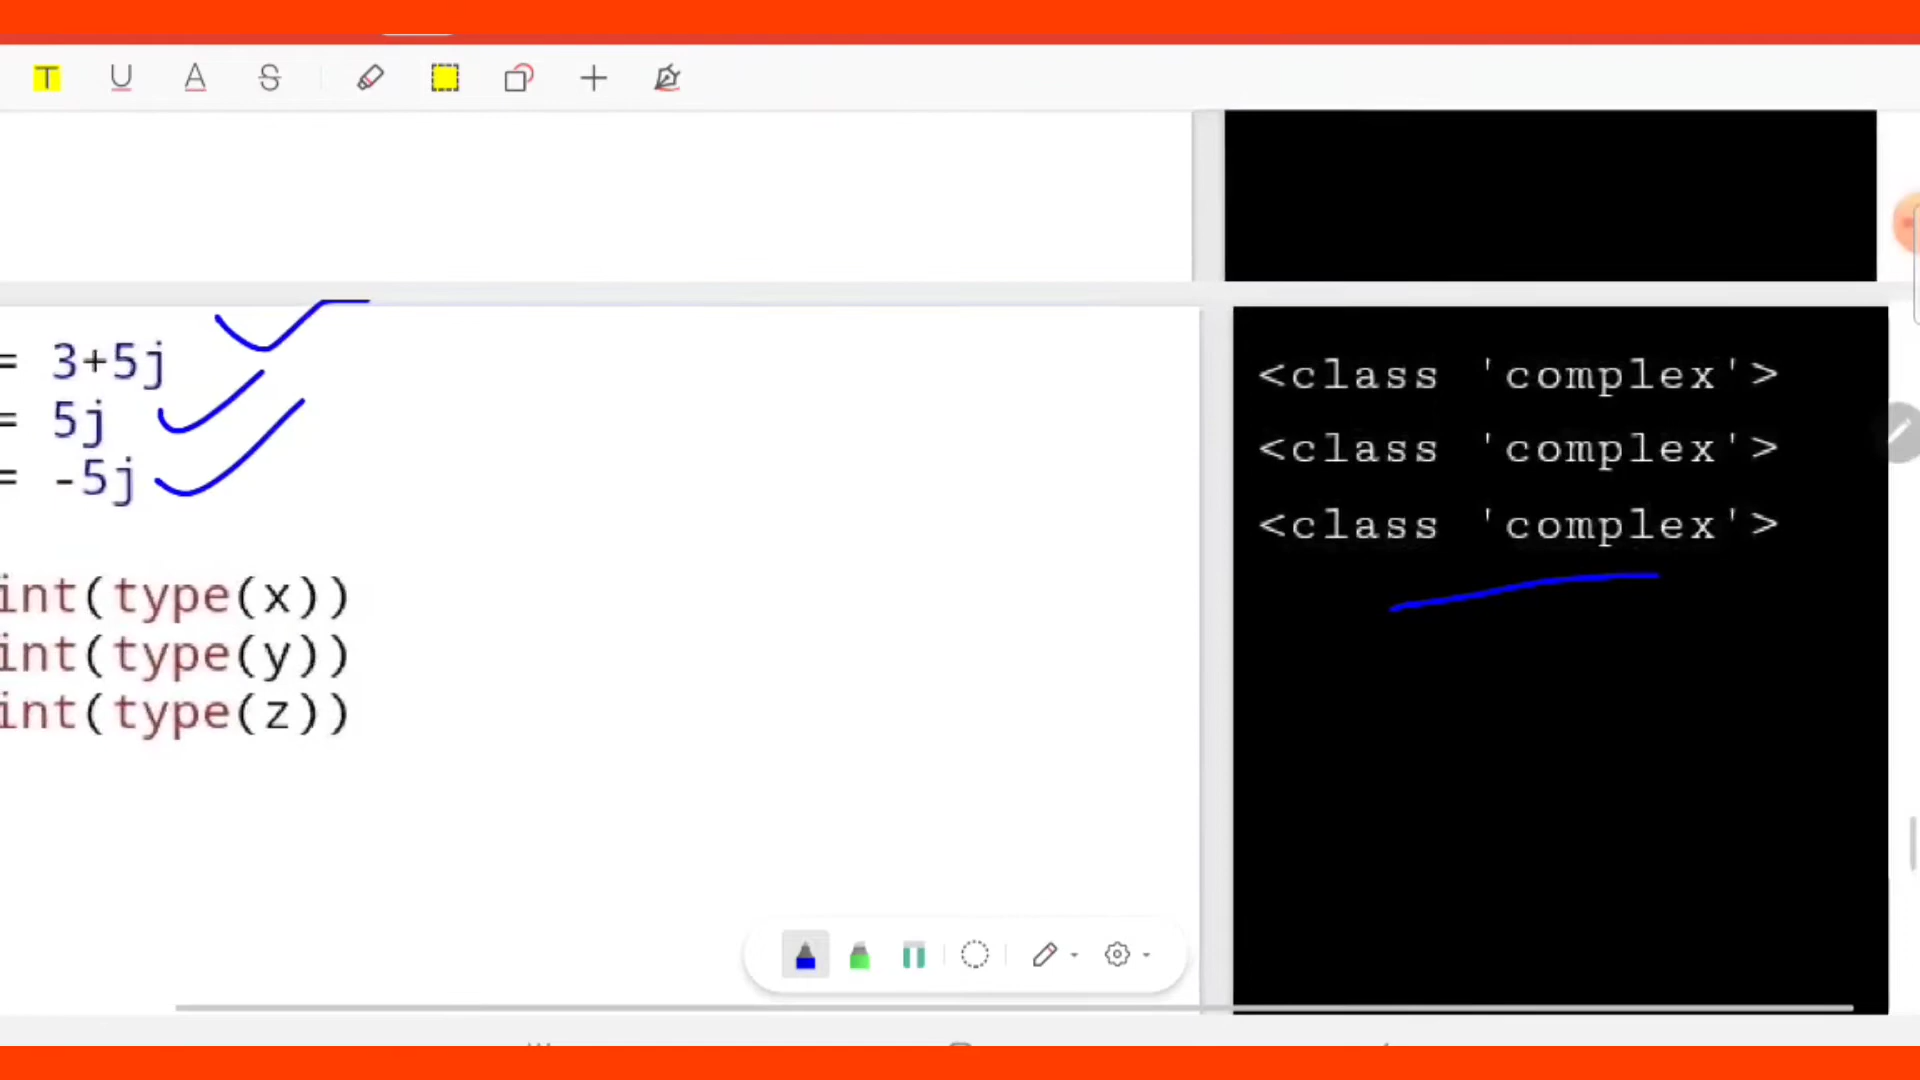 = 3+5j
= 5j
= -5j
int(type(x))
int(type(y))
int(type(z))
<class 'complex'>
<class 'complex'>
<class 'complex'>